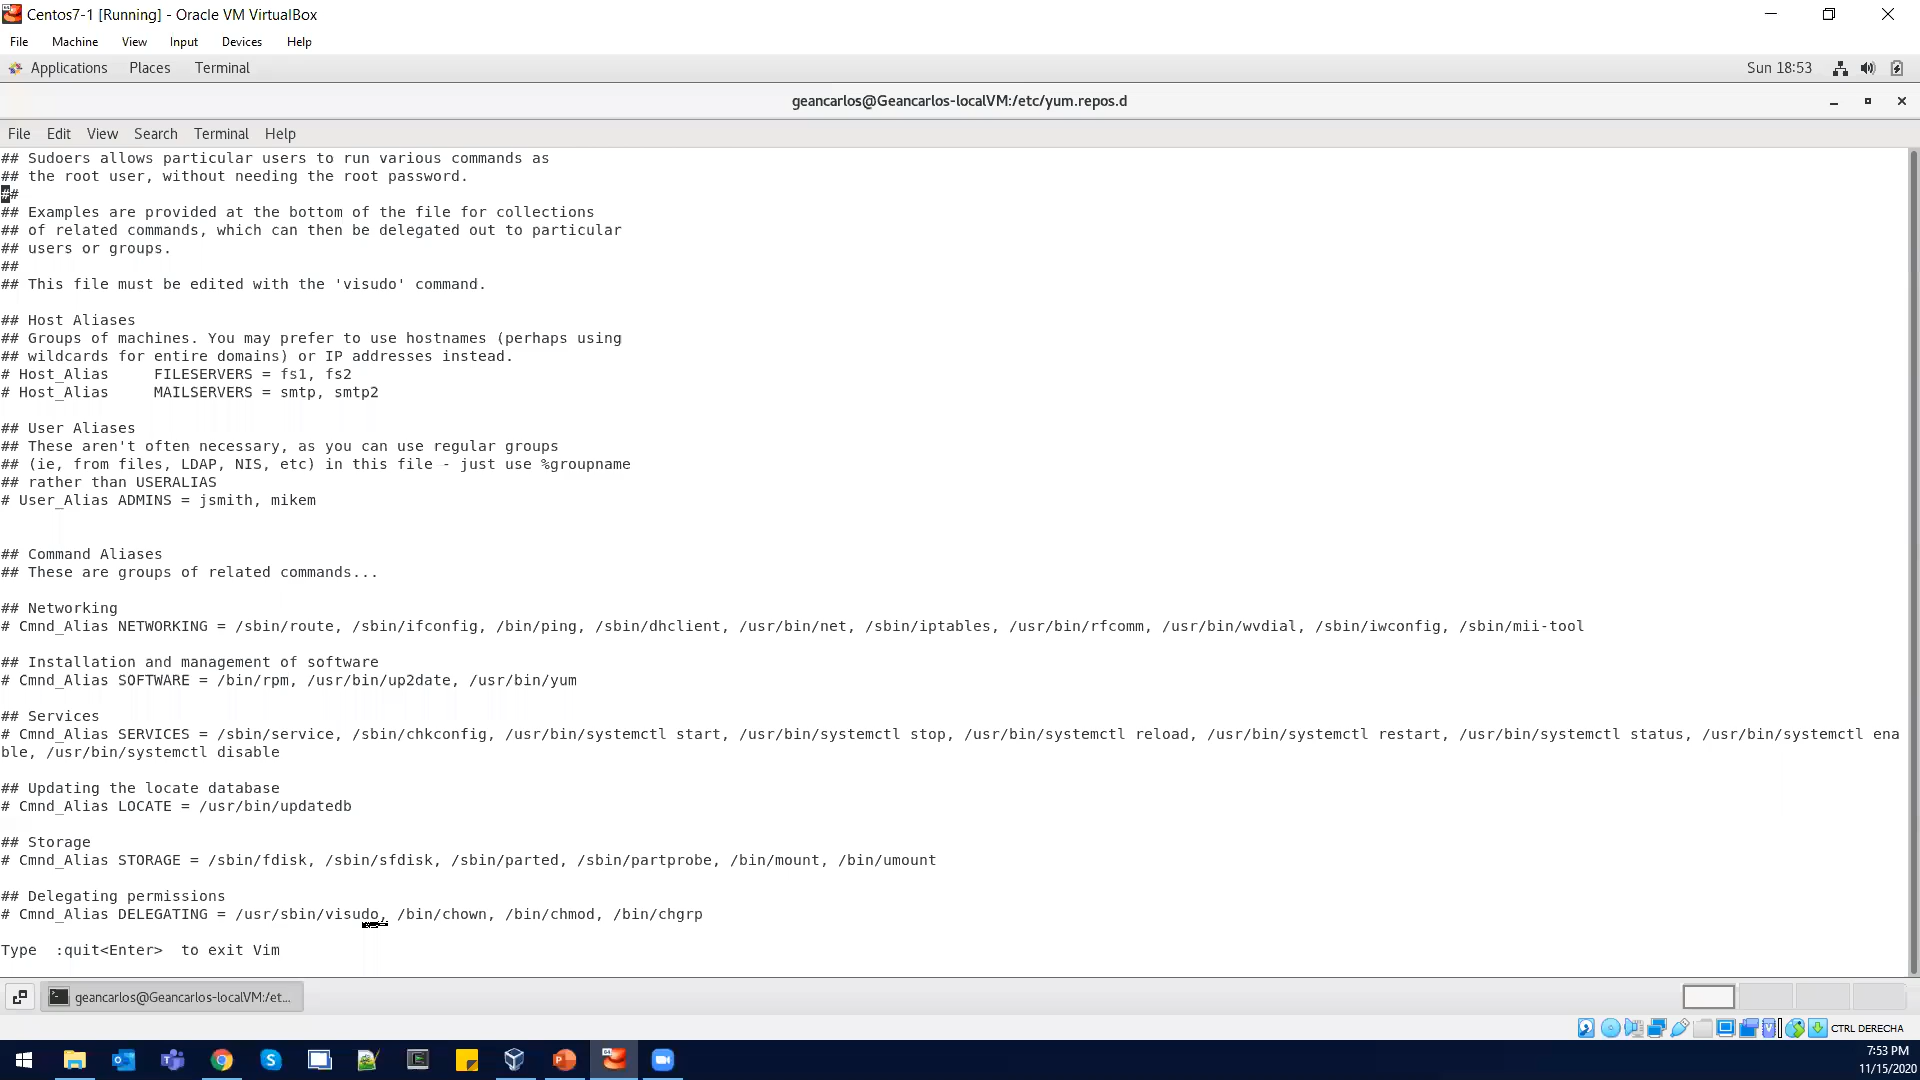 Centos7-1 [Running] - Oracle VM VirtualBox
File Machine View Input Devices Help
Applications Places Terminal Sun 18:53
geancarlos@Geancarlos-localVM:/etc/yum.repos.d
File Edit View Search Terminal Help
## Sudoers allows particular users to run various commands as
## the root user, without needing the root password.
##
## Examples are provided at the bottom of the file for collections
## of related commands, which can then be delegated out to particular
## users or groups.
##
## This file must be edited with the 'visudo' command.
## Host Aliases
## Groups of machines. You may prefer to use hostnames (perhaps using
## wildcards for entire domains) or IP addresses instead.
# Host_Alias     FILESERVERS = fs1, fs2
# Host_Alias     MAILSERVERS = smtp, smtp2
## User Aliases
## These aren't often necessary, as you can use regular groups
## (ie, from files, LDAP, NIS, etc) in this file - just use %groupname
## rather than USERALIAS
# User_Alias ADMINS = jsmith, mikem
## Command Aliases
## These are groups of related commands...
## Networking
# Cmnd_Alias NETWORKING = /sbin/route, /sbin/ifconfig, /bin/ping, /sbin/dhclient, /usr/bin/net, /sbin/iptables, /usr/bin/rfcomm, /usr/bin/wvdial, /sbin/iwconfig, /sbin/mii-tool
## Installation and management of software
# Cmnd_Alias SOFTWARE = /bin/rpm, /usr/bin/up2date, /usr/bin/yum
## Services
# Cmnd_Alias SERVICES = /sbin/service, /sbin/chkconfig, /usr/bin/systemctl start, /usr/bin/systemctl stop, /usr/bin/systemctl reload, /usr/bin/systemctl restart, /usr/bin/systemctl status, /usr/bin/systemctl ena
ble, /usr/bin/systemctl disable
## Updating the locate database
# Cmnd_Alias LOCATE = /usr/bin/updatedb
## Storage
# Cmnd_Alias STORAGE = /sbin/fdisk, /sbin/sfdisk, /sbin/parted, /sbin/partprobe, /bin/mount, /bin/umount
## Delegating permissions
# Cmnd_Alias DELEGATING = /usr/sbin/visudo, /bin/chown, /bin/chmod, /bin/chgrp
Type  :quit<Enter>  to exit Vim
geancarlos@Geancarlos-localVM:/et...
CTRL DERECHA
7:53 PM
11/15/2020